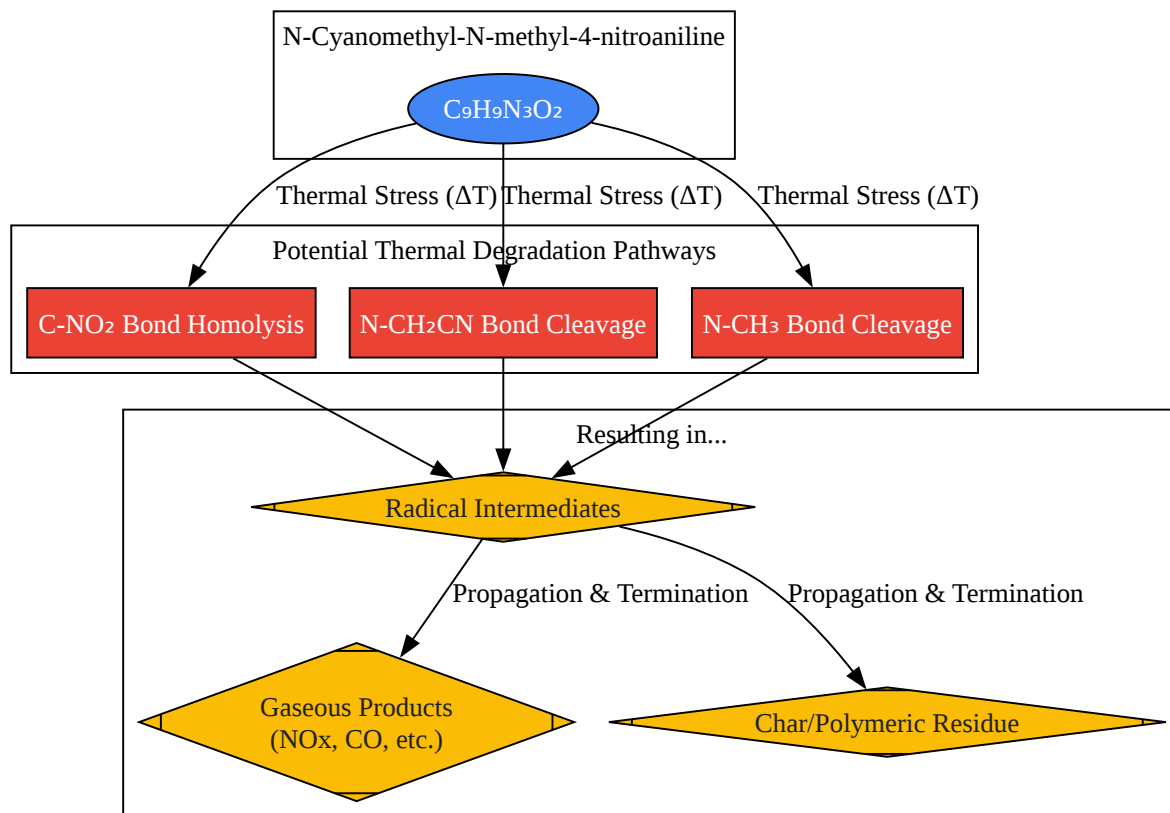 N-Cyanomethyl-N-methyl-4-nitroaniline
C₉H₉N₃O₂
Thermal Stress (ΔT)
Thermal Stress (ΔT)
Thermal Stress (ΔT)
Potential Thermal Degradation Pathways
C-NO₂ Bond Homolysis
N-CH₂CN Bond Cleavage
N-CH₃ Bond Cleavage
Resulting in...
Radical Intermediates
Propagation & Termination
Propagation & Termination
Gaseous Products
(NOx, CO, etc.)
Char/Polymeric Residue